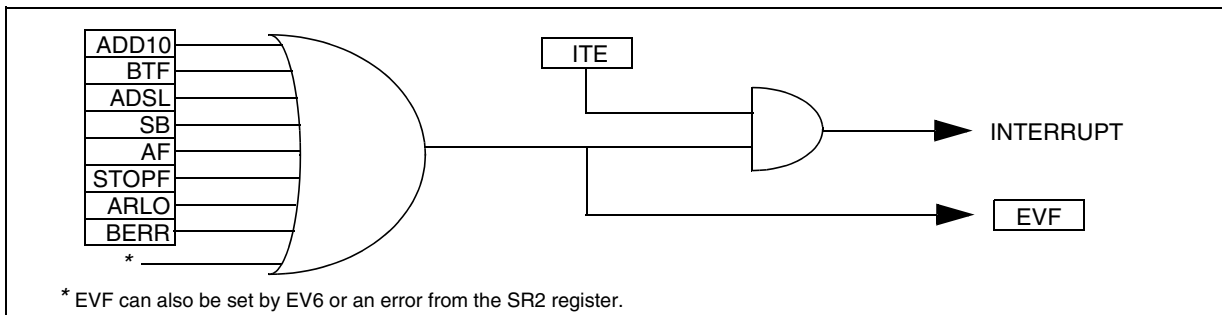 ADD10
BTF
ADSL
SB
AF
STOPF
ARLO
BERR
*
ITE
INTERRUPT
EVF
* EVF can also be set by EV6 or an error from the SR2 register.